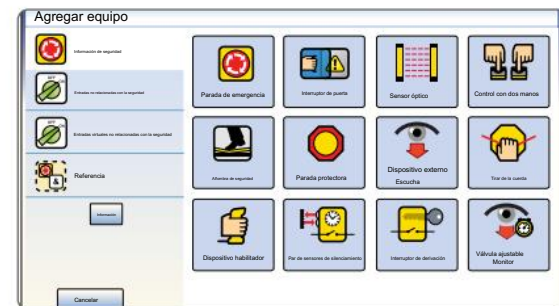 Agregar equipo
Información de seguridad
OFF
Entradas no relacionadas con la seguridad
OFF
Entradas virtuales no relacionadas con la seguridad
Referencia
&
Información
Cancelar
Parada de emergencia
Interruptor de puerta
Sensor óptico
Control con dos manos
Alfombra de seguridad
Parada protectora
Dispositivo externo
Escucha
Tirar de la cuerda
Dispositivo habilitador
Par de sensores de silenciamiento
Interruptor de derivación
Válvula ajustable
Monitor